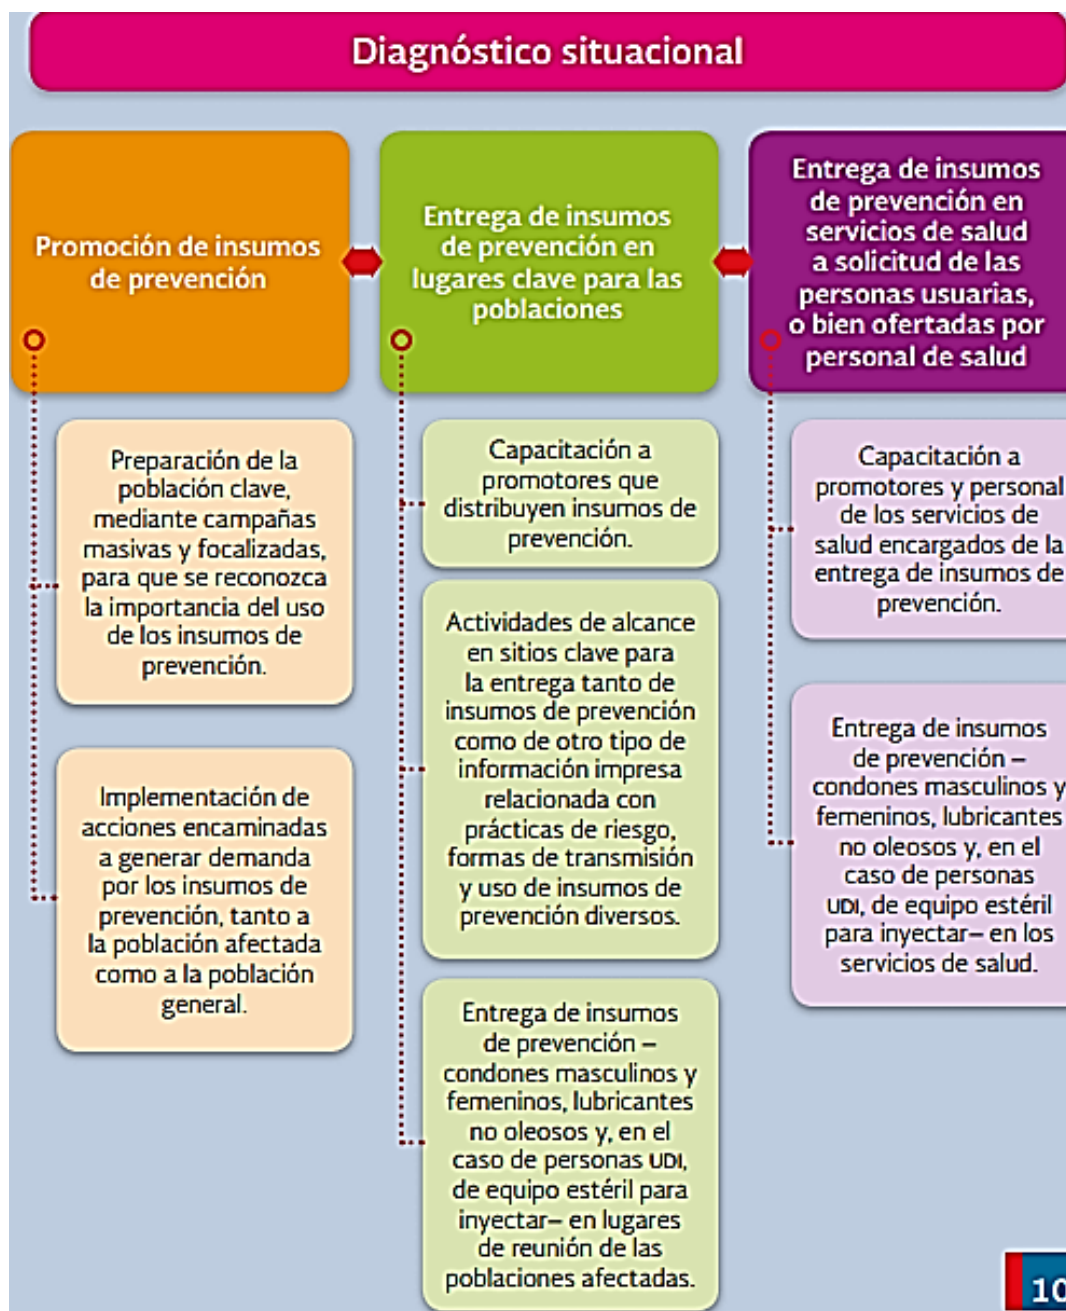 Diagnóstico situacional
Promoción de insumos
de prevención
Preparación de la
población clave,
mediante campañas
masivas y focalizadas,
para que se reconozca
la importancia del uso
de los insumos de
prevención.
Implementación de
acciones encaminadas
a generar demanda
por los insumos de
prevención, tanto a
la población afectada
como a la población
general.
Entrega de insumos
de prevención en
lugares clave para las
poblaciones
Capacitación a
promotores que
distribuyen insumos de
prevención.
Actividades de alcance
en sitios clave para
la entrega tanto de
insumos de prevención
como de otro tipo de
información impresa
relacionada con
prácticas de riesgo,
formas de transmisión
y uso de insumos de
prevención diversos.
Entrega de insumos
de prevención –
condones masculinos y
femeninos, lubricantes
no oleosos y, en el
caso de personas UDI,
de equipo estéril para
inyectar– en lugares
de reunión de las
poblaciones afectadas.
Entrega de insumos
de prevención en
servicios de salud
a solicitud de las
personas usuarias,
o bien ofertadas por
personal de salud
Capacitación a
promotores y personal
de los servicios de
salud encargados de la
entrega de insumos de
prevención.
Entrega de insumos
de prevención –
condones masculinos y
femeninos, lubricantes
no oleosos y, en el
caso de personas
UDI, de equipo estéril
para inyectar– en los
servicios de salud.
10